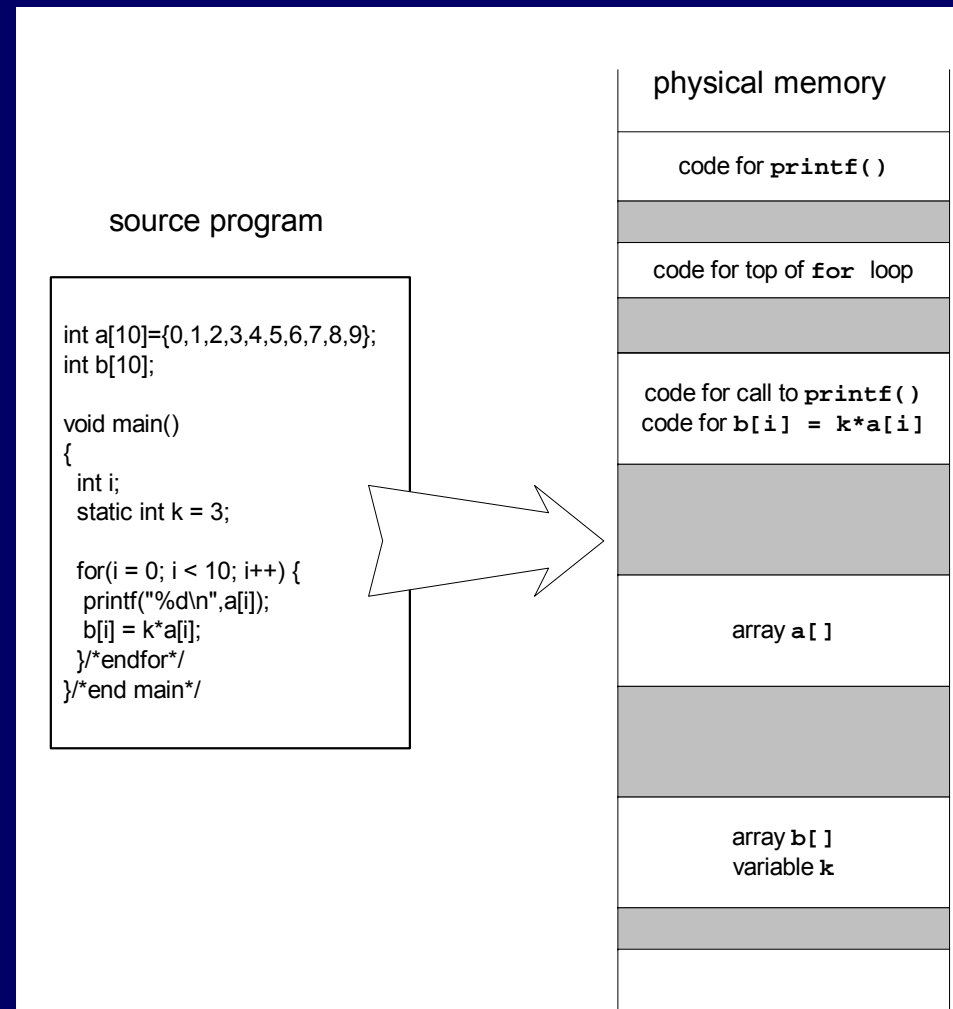 physical memory
code for printf()
source program
code for top of for loop
int a[10]={0,1,2,3,4,5,6,7,8,9};
int b[10];
void main()
{
int i;
static int k = 3;
for(i = 0; i < 10; i++) {
printf("%d\n",a[i]);
b[i] = k*a[i];
}/*endfor*/
}/*end main*/
code for call to printf()
code for b[i] = k*a[i]
array a[]
array b[]
variable k